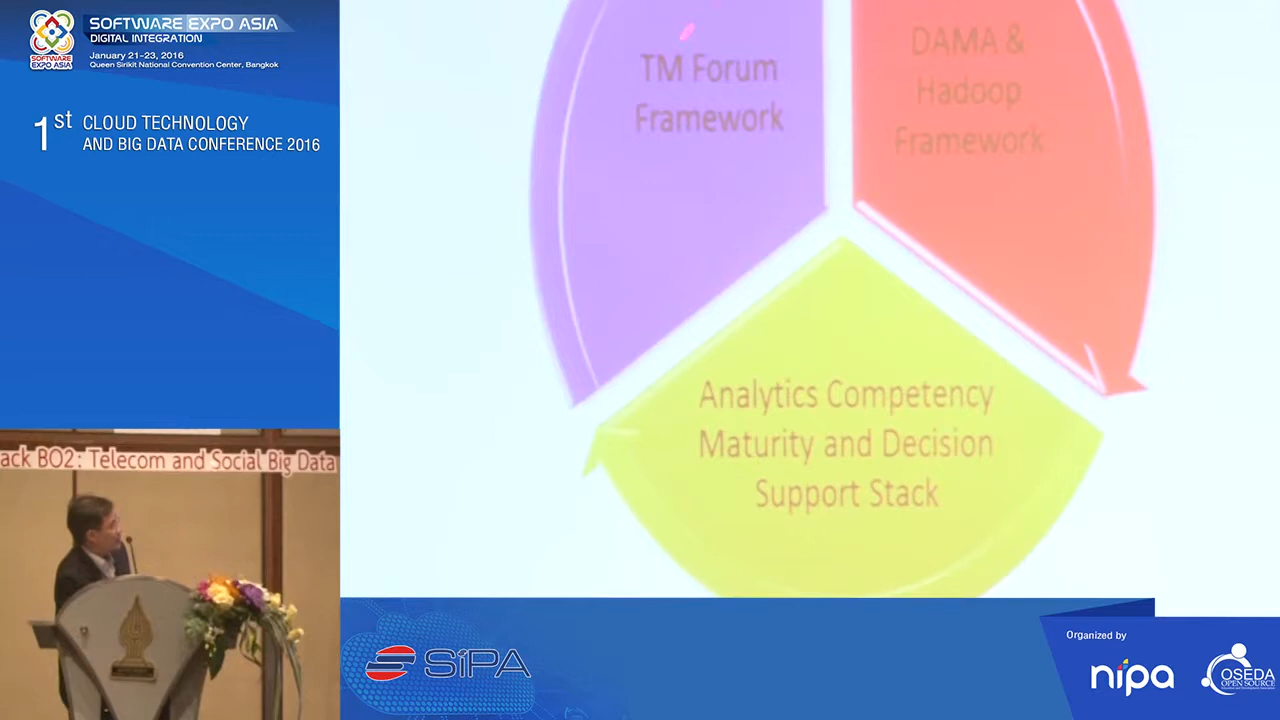 SOFTWARE EXPO ASIA
DIGITAL INTEGRATION
January 21-23, 2016
Queen Sirikit National Convention Center, Bangkok
SOFTWARE
EXPO ASIA
1st CLOUD TECHNOLOGY
AND BIG DATA CONFERENCE 2016
TM Forum
Framework
DAMA &
Hadoop
Framework
Analytics Competency
Maturity and Decision
Support Stack
ack BO2: Telecom and Social Big Data
SiPA
Organized by
nipa
OSEDA
OPEN SOURCE